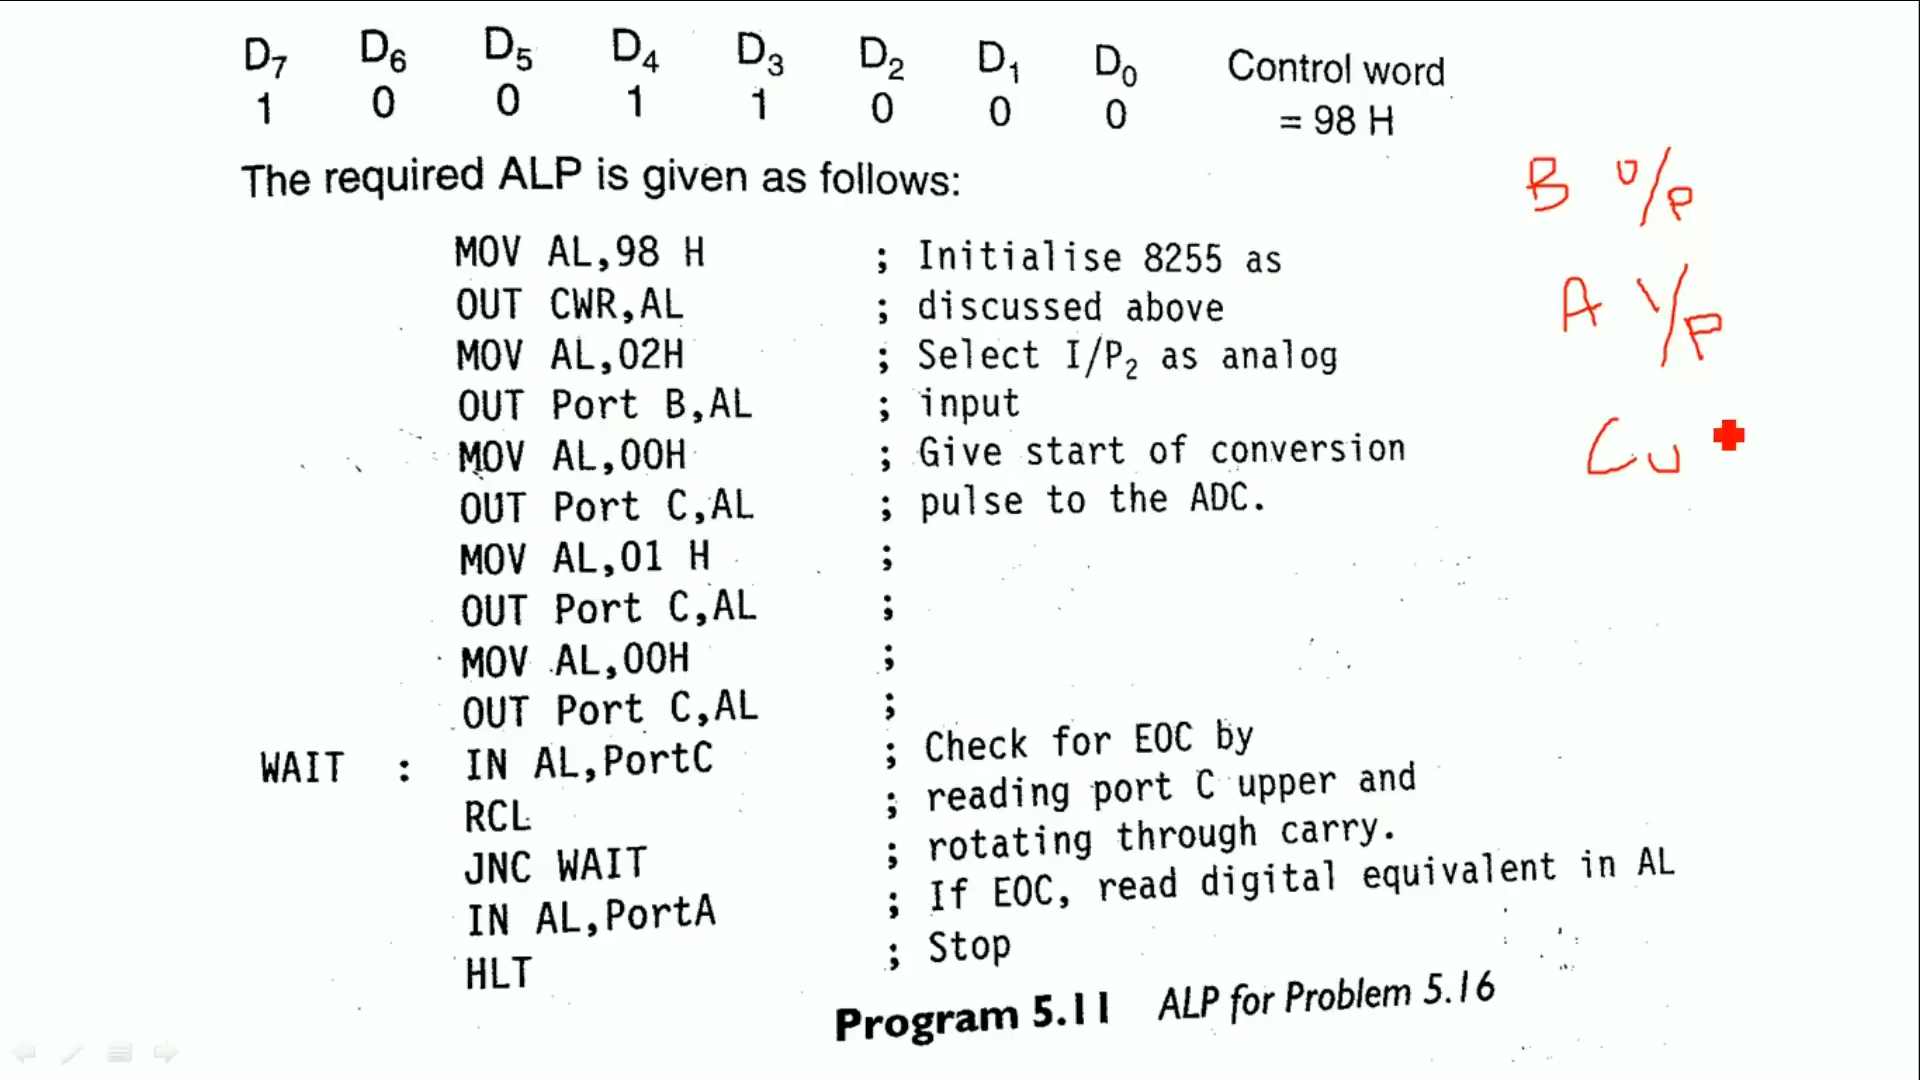 D7 D6 D5 D4 D3 D2 D1 D0 Control word
1 0 0 1 1 0 0 0 = 98 H
The required ALP is given as follows:
MOV AL,98 H ; Initialise 8255 as
OUT CWR,AL ; discussed above
MOV AL,02H ; Select I/P2 as analog
OUT Port B,AL ; input
MOV AL,00H ; Give start of conversion
OUT Port C,AL ; pulse to the ADC.
MOV AL,01 H ;
OUT Port C,AL ;
MOV AL,00H ;
OUT Port C,AL ;
WAIT : IN AL,PortC ; Check for EOC by
RCL ; reading port C upper and
JNC WAIT ; rotating through carry.
IN AL,PortA ; If EOC, read digital equivalent in AL
HLT ; Stop
Program 5.11 ALP for Problem 5.16
B O/P
A I/P
CU